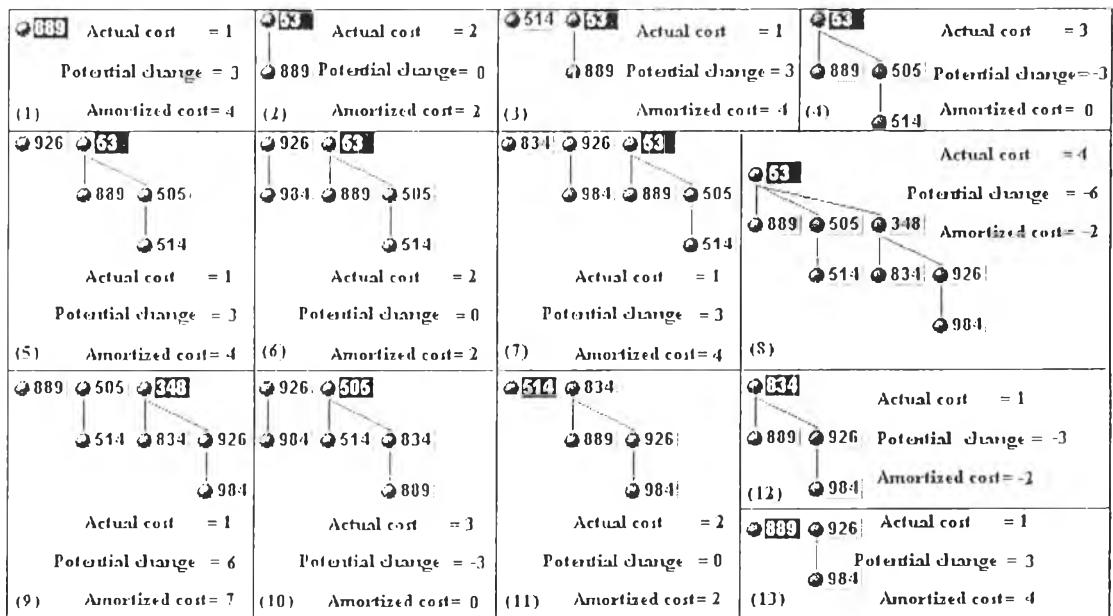 889 Actual cost = 1
Potential change = 3
(1) Amortized cost= 4
53 Actual cost = 2
889 Potential change= 0
(2) Amortized cost= 2
514 53 Actual cost = 1
889 Potential change = 3
(3) Amortized cost= 4
53 Actual cost = 3
889 505 Potential change=-3
(4) Amortized cost= 0
514
926 53
889 505
514
Actual cost = 1
Potential change = 3
(5) Amortized cost= 4
926 53
984 889 505
514
Actual cost = 2
Potential change = 0
(6) Amortized cost= 2
834 926 53
984 889 505
514
Actual cost = 1
Potential change = 3
(7) Amortized cost= 4
Actual cost = 4
53
Potential change = -6
889 505 348
Amortized cost= -2
514 834 926
984
(8)
889 505 348
514 834 926
984
Actual cost = 1
Potential change = 6
(9) Amortized cost= 7
926 505
984 514 834
889
Actual cost = 3
Potential change = -3
(10) Amortized cost= 0
514 834
889 926
984
Actual cost = 2
Potential change = 0
(11) Amortized cost= 2
834
Actual cost = 1
889 926 Potential change = -3
Amortized cost= -2
(12) 984
889 926 Actual cost = 1
Potential change = 3
984
(13) Amortized cost= 4